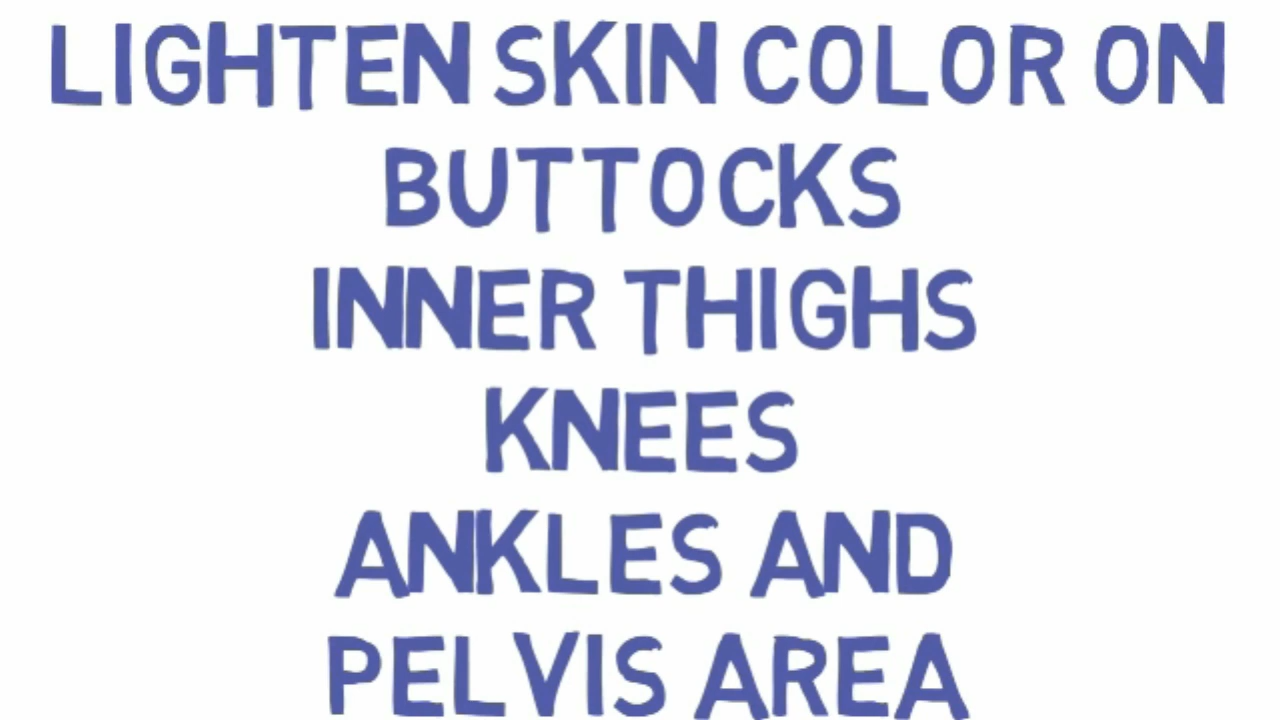 LIGHTEN SKIN COLOR ON
BUTTOCKS
INNER THIGHS
KNEES
ANKLES AND
PELVIS AREA